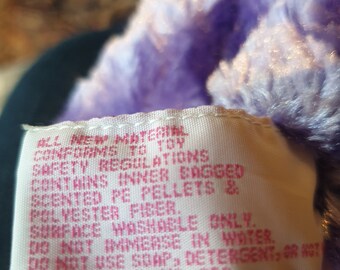 ALL NEW MATERIAL
CONFORMS TO TOY
SAFETY REGULATIONS
CONTAINS INNER BAGGED
SCENTED PE PELLETS &
POLYESTER FIBER.
SURFACE WASHABLE ONLY.
DO NOT IMMERSE IN WATER.
DO NOT USE SOAP, DETERGENT, OR HOT